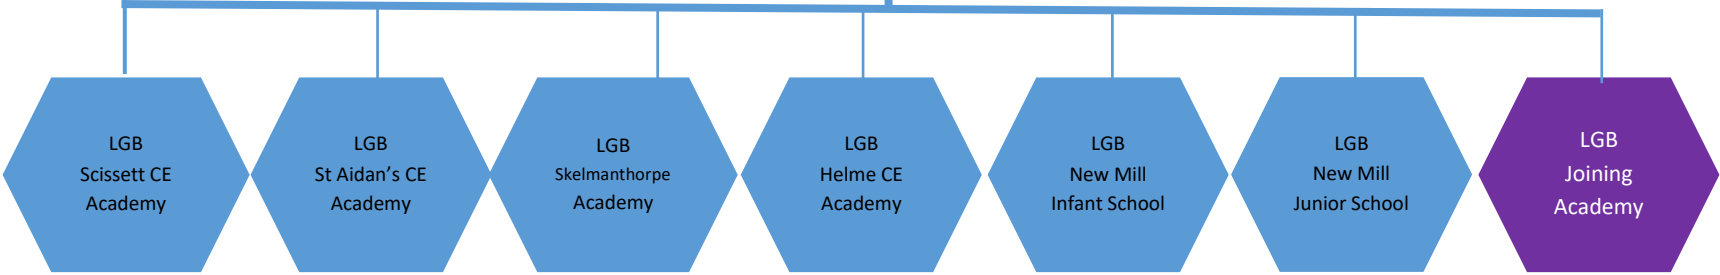 LGB
Scissett CE
Academy
LGB
St Aidan’s CE
Academy
LGB
Skelmanthorpe
Academy
LGB
Helme CE
Academy
LGB
New Mill
Infant School
LGB
New Mill
Junior School
LGB
Joining
Academy